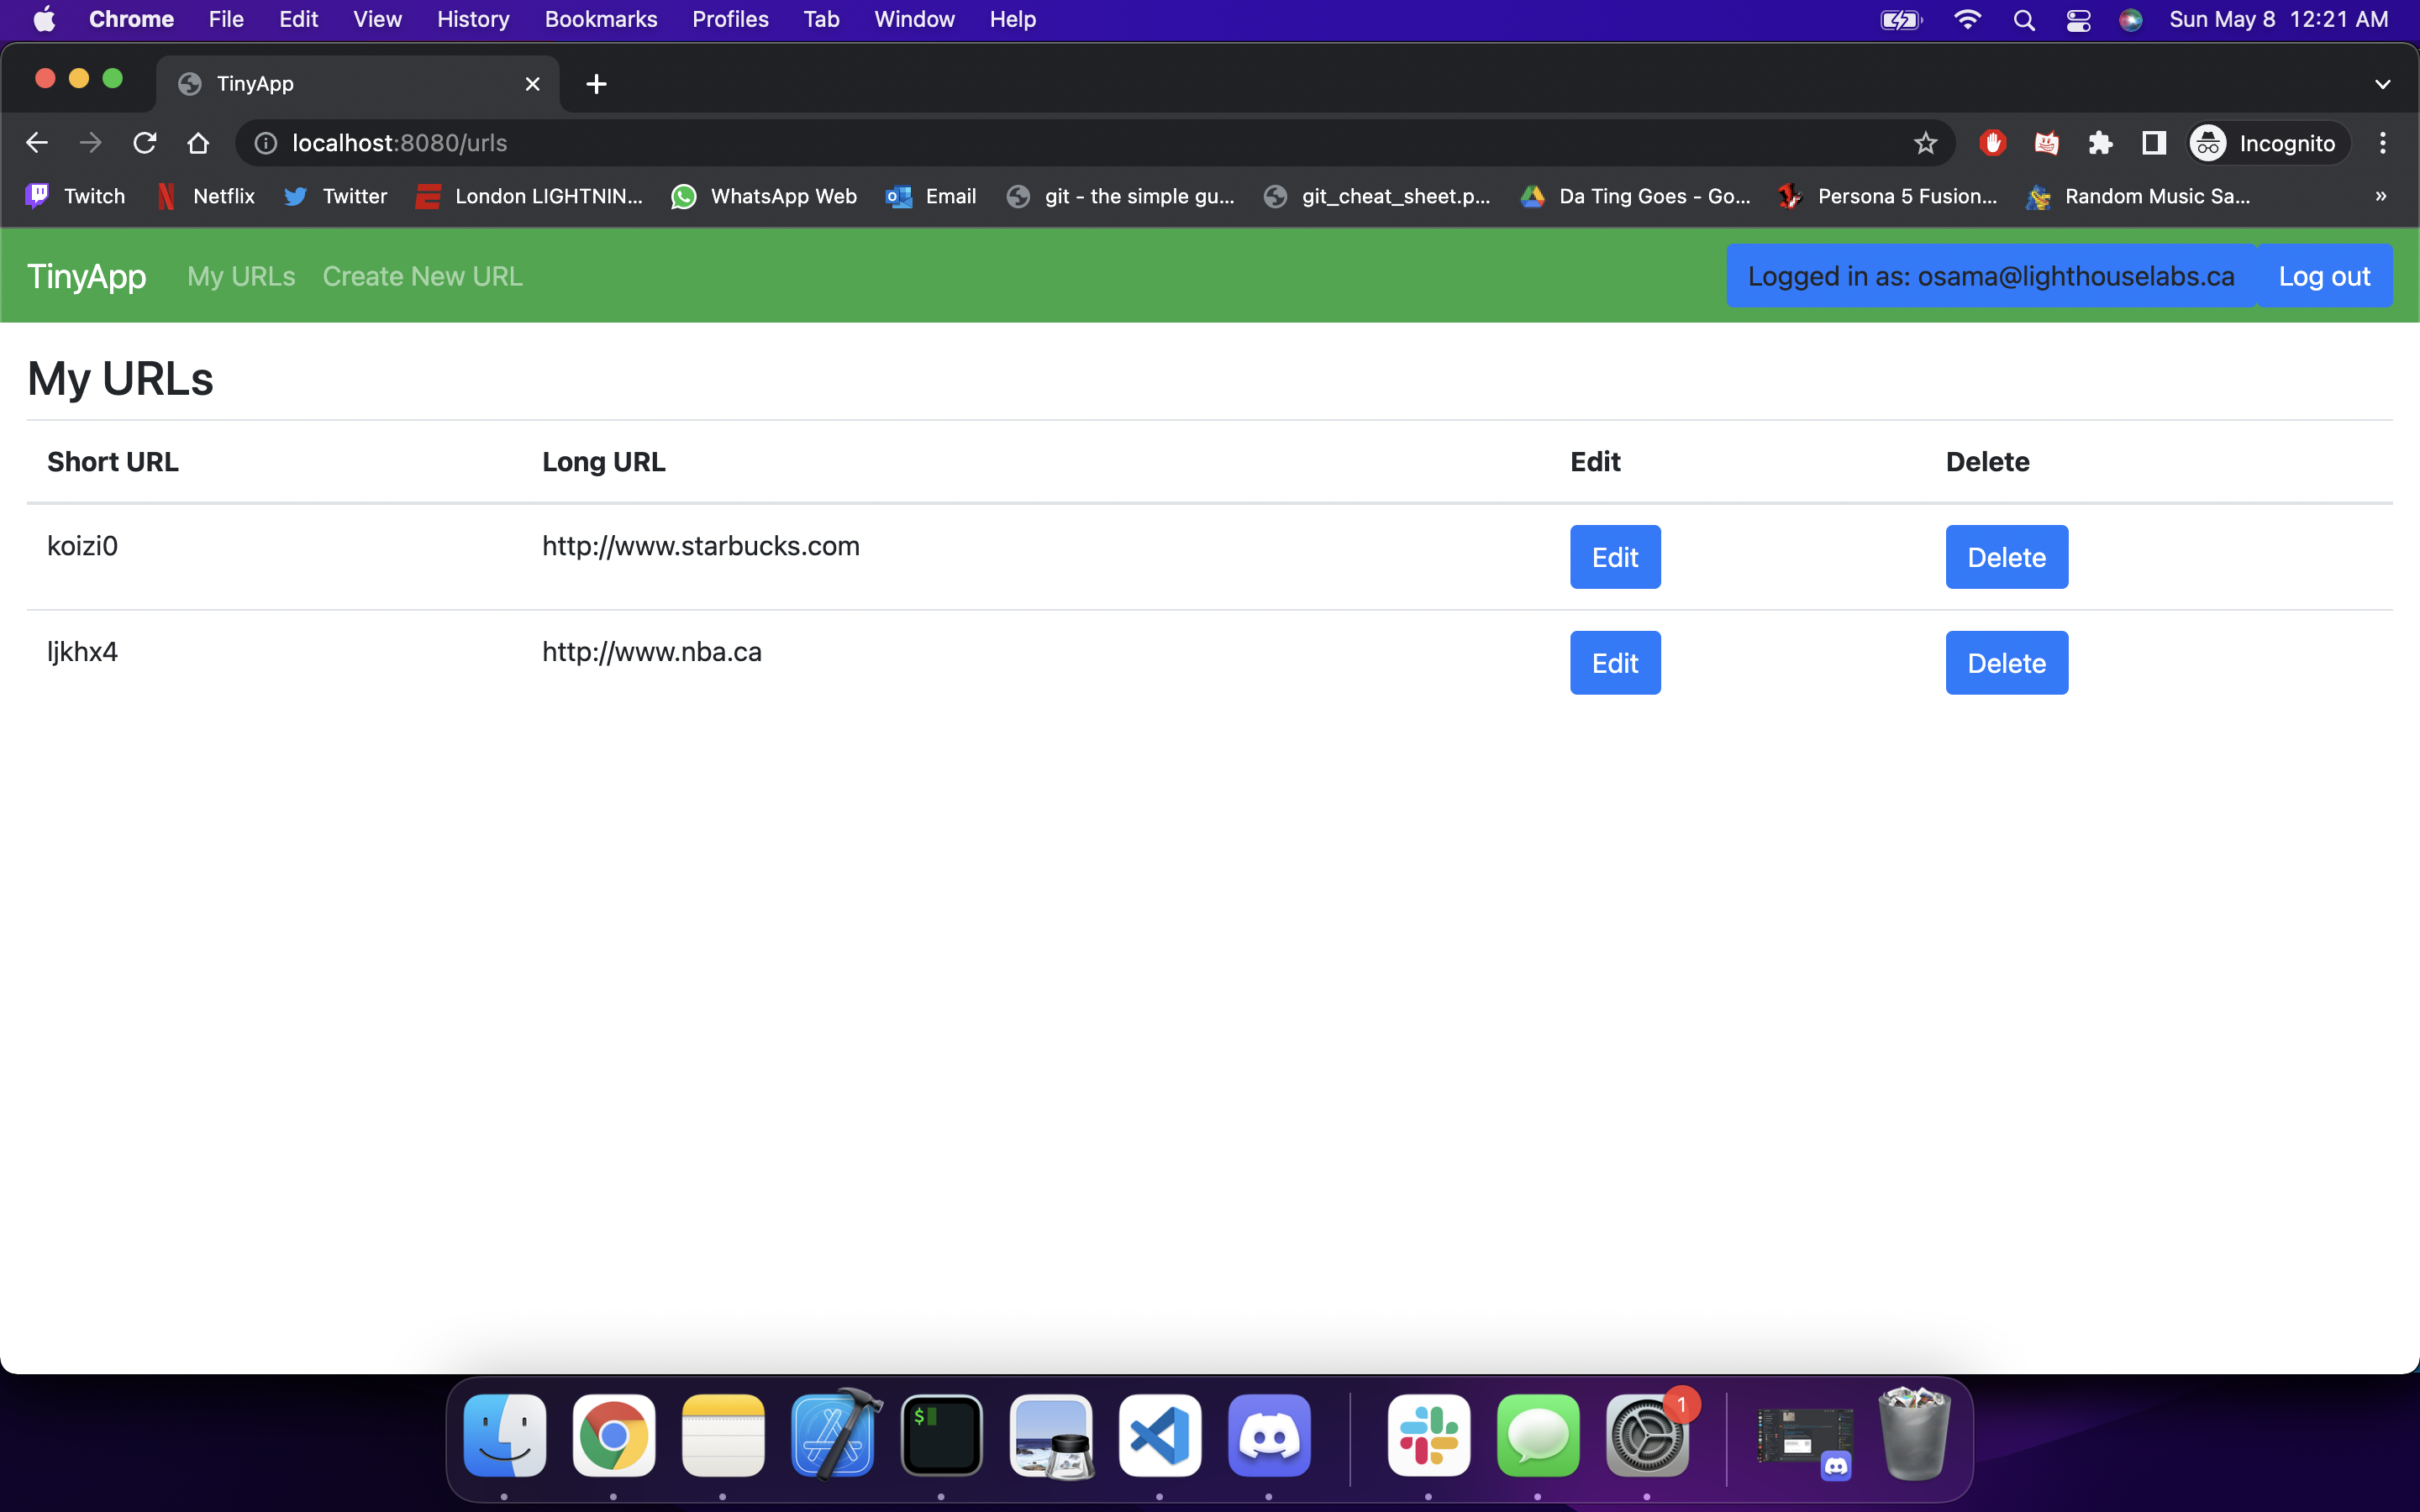 Chrome File Edit View History Bookmarks Profiles Tab Window Help Sun May 8 12:21 AM
TinyApp
localhost:8080/urls Incognito
Twitch Netflix Twitter London LIGHTNIN... WhatsApp Web Email git - the simple gu... git_cheat_sheet.p... Da Ting Goes - Go... Persona 5 Fusion... Random Music Sa... »
TinyApp My URLs Create New URL Logged in as: osama@lighthouselabs.ca Log out
My URLs
Short URL Long URL Edit Delete
koizi0 http://www.starbucks.com Edit Delete
ljkhx4 http://www.nba.ca Edit Delete
$ 1